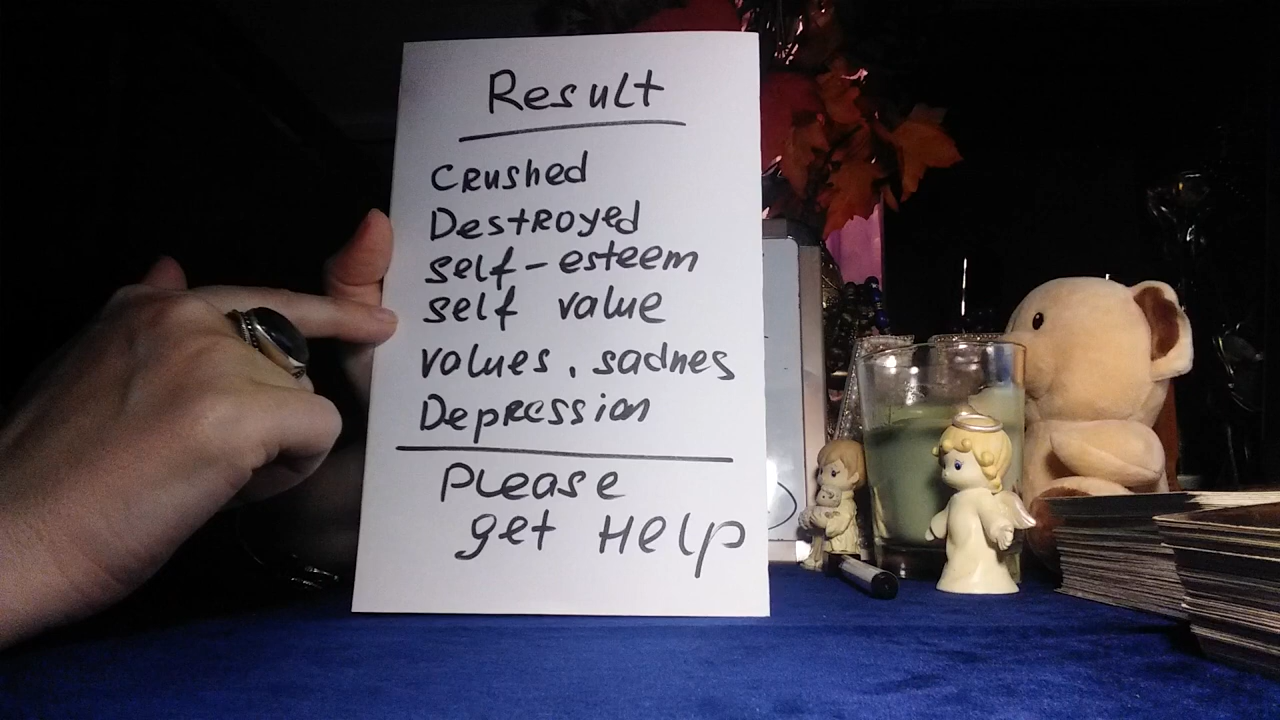 Result
Crushed
Destroyed
self-esteem
self value
values, sadnes
Depression
Please
get Help